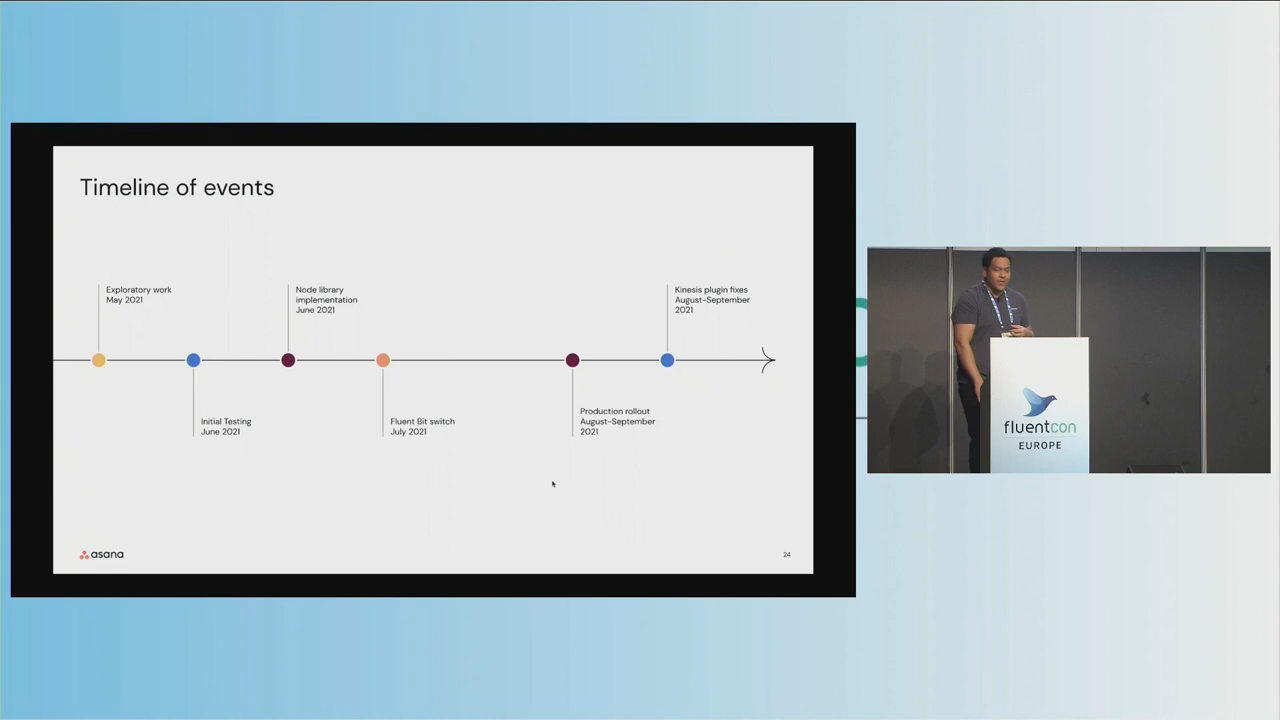 Timeline of events
Exploratory work
May 2021
Node library
implementation
June 2021
Kinesis plugin fixes
August-September
2021
Initial Testing
June 2021
Fluent Bit switch
July 2021
Production rollout
August-September
2021
asana
24
fluentcon
EUROPE